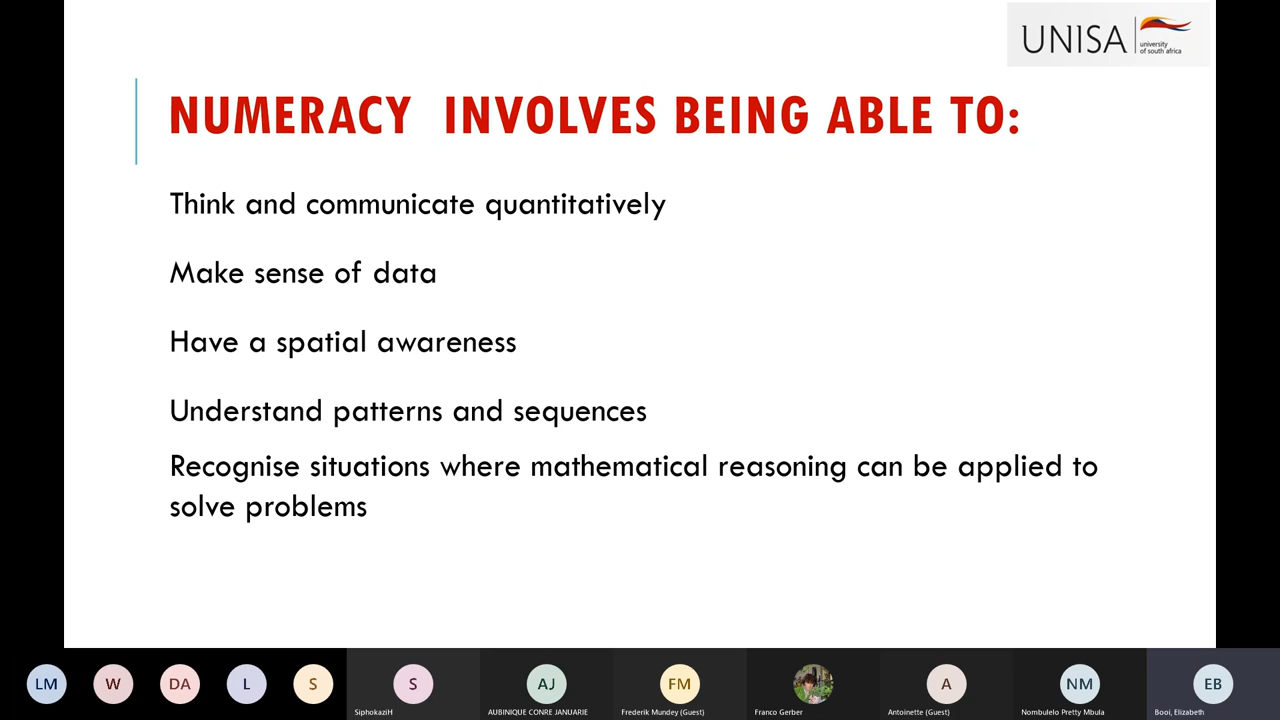 UNISA
university
of south africa
NUMERACY INVOLVES BEING ABLE TO:
Think and communicate quantitatively
Make sense of data
Have a spatial awareness
Understand patterns and sequences
Recognise situations where mathematical reasoning can be applied to
solve problems
LM
W
DA
L
S
S
AJ
FM
A
NM
EB
SiphokaziH
AUBINIQUE CONRE JANUARIE
Frederik Mundey (Guest)
Franco Gerber
Antoinette (Guest)
Nombulelo Pretty Mbula
Booi, Elizabeth